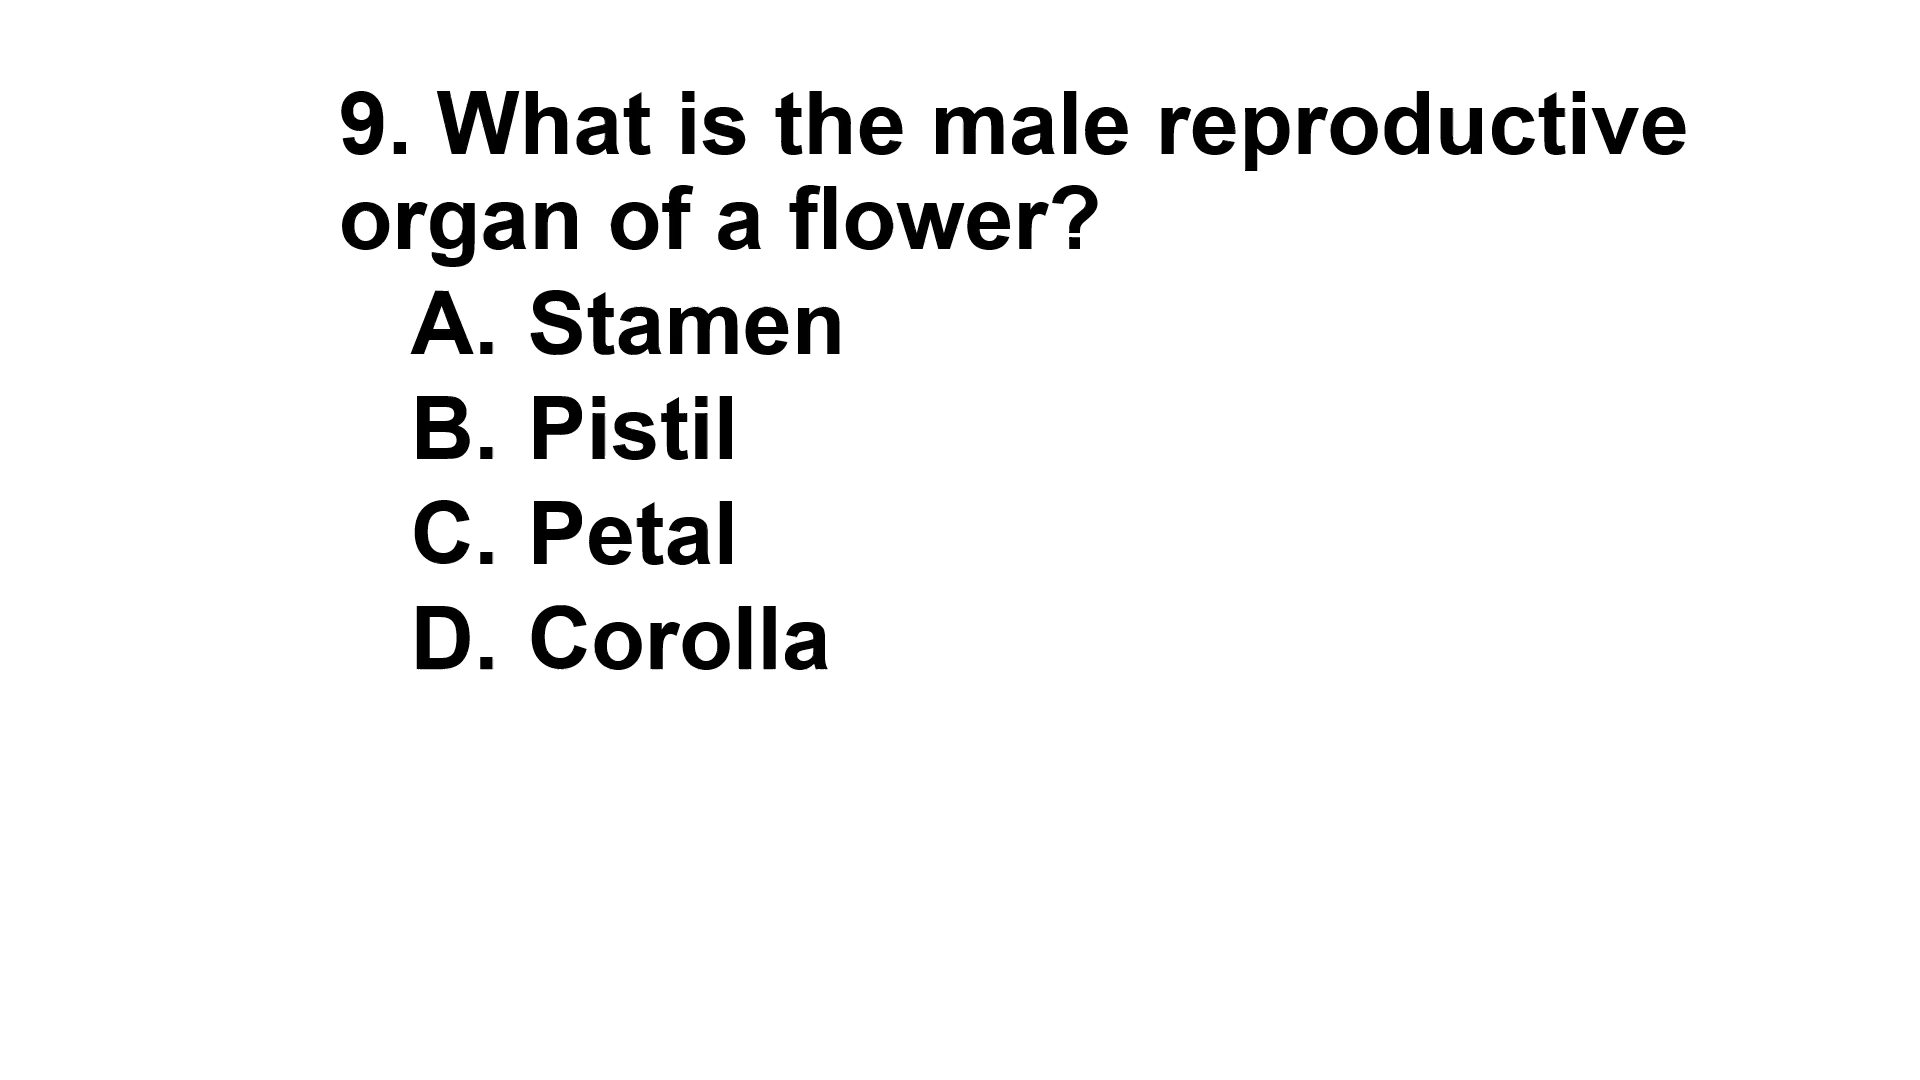 9. What is the male reproductive
organ of a flower?
A. Stamen
B. Pistil
C. Petal
D. Corolla